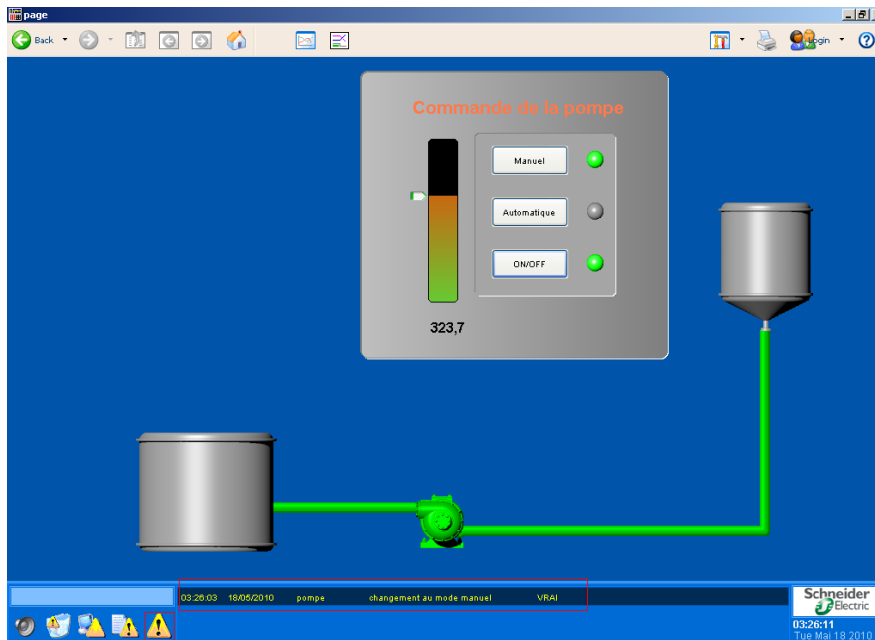 page
Back
Login
Commande de la pompe
Manuel
Automatique
ON/OFF
323,7
03:26:03 18/05/2010 pompe changement au mode manuel VRAI
Schneider
Electric
03:26:11
Tue Mai 18 2010